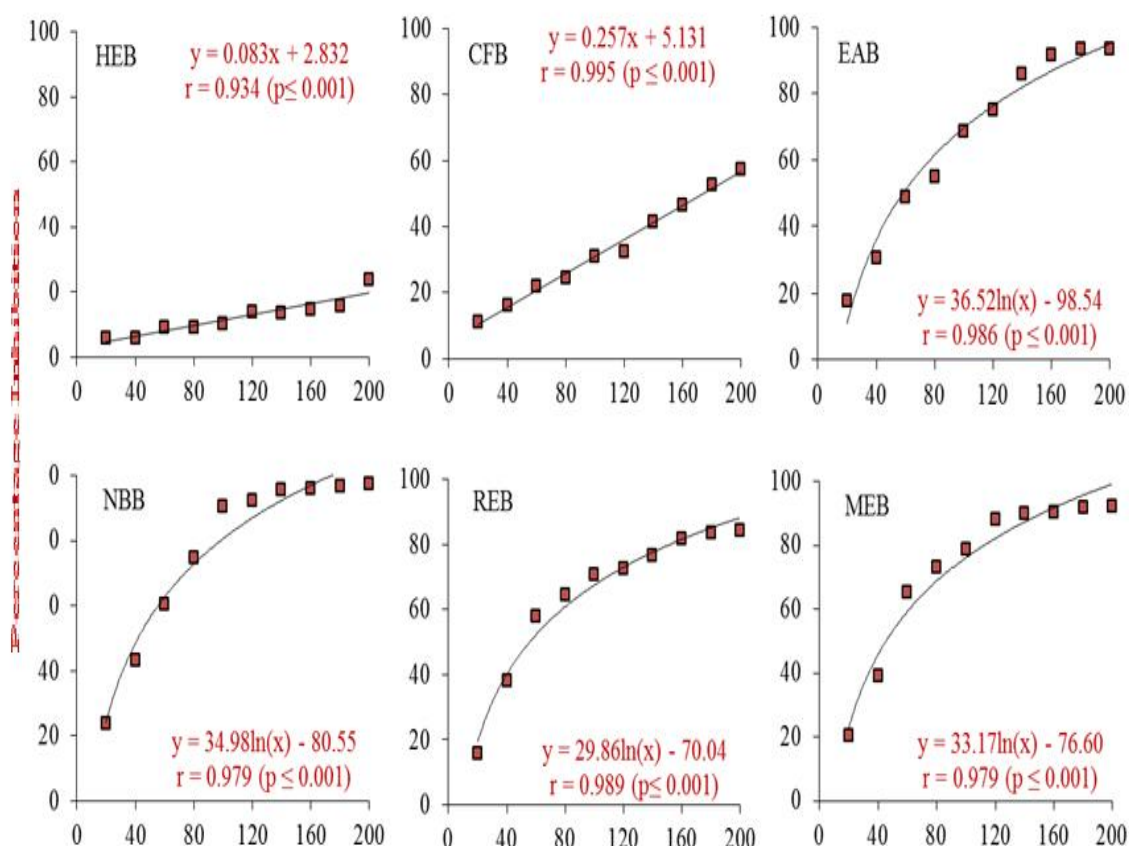 Percentage Inhibition
HEB
y = 0.083x + 2.832
r = 0.934 (p≤ 0.001)
100
80
60
40
0
0
0 40 80 120 160 200
CFB
y = 0.257x + 5.131
r = 0.995 (p≤ 0.001)
100
80
60
40
20
0
0 40 80 120 160 200
EAB
y = 36.52ln(x) - 98.54
r = 0.986 (p ≤ 0.001)
100
80
60
40
20
0
0 40 80 120 160 200
NBB
y = 34.98ln(x) - 80.55
r = 0.979 (p ≤ 0.001)
0
0
0
40
20
0
0 40 80 120 160 200
REB
y = 29.86ln(x) - 70.04
r = 0.989 (p≤ 0.001)
100
80
60
40
20
0
0 40 80 120 160 200
MEB
y = 33.17ln(x) - 76.60
r = 0.979 (p ≤ 0.001)
100
80
60
40
20
0
0 40 80 120 160 200